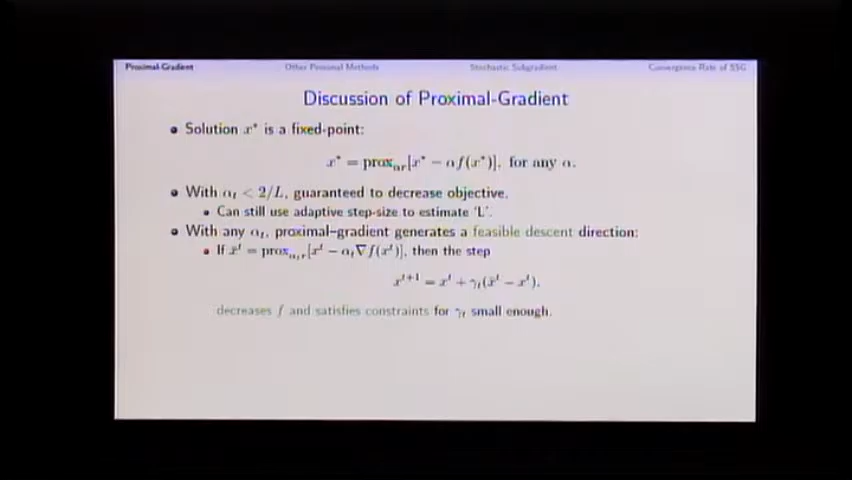 Proximal-Gradient Other Proximal Methods Stochastic Subgradient Convergence Rate of SSG
Discussion of Proximal-Gradient
• Solution x* is a fixed-point:
x* = prox_{αr}[x* − αf(x*)], for any α.
• With α_t < 2/L, guaranteed to decrease objective.
• Can still use adaptive step-size to estimate 'L'.
• With any α_t, proximal-gradient generates a feasible descent direction:
• If x̄^t = prox_{α_t r}[x^t − α_t∇f(x^t)], then the step
x^{t+1} = x^t + γ_t(x̄^t − x^t),
decreases f and satisfies constraints for γ_t small enough.